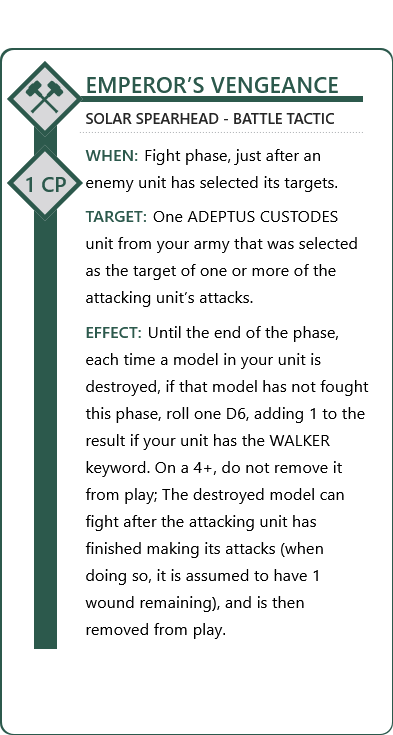 EMPEROR’S VENGEANCE
SOLAR SPEARHEAD - BATTLE TACTIC
1 CP
WHEN: Fight phase, just after an
enemy unit has selected its targets.
TARGET: One ADEPTUS CUSTODES
unit from your army that was selected
as the target of one or more of the
attacking unit’s attacks.
EFFECT: Until the end of the phase,
each time a model in your unit is
destroyed, if that model has not fought
this phase, roll one D6, adding 1 to the
result if your unit has the WALKER
keyword. On a 4+, do not remove it
from play; The destroyed model can
fight after the attacking unit has
finished making its attacks (when
doing so, it is assumed to have 1
wound remaining), and is then
removed from play.